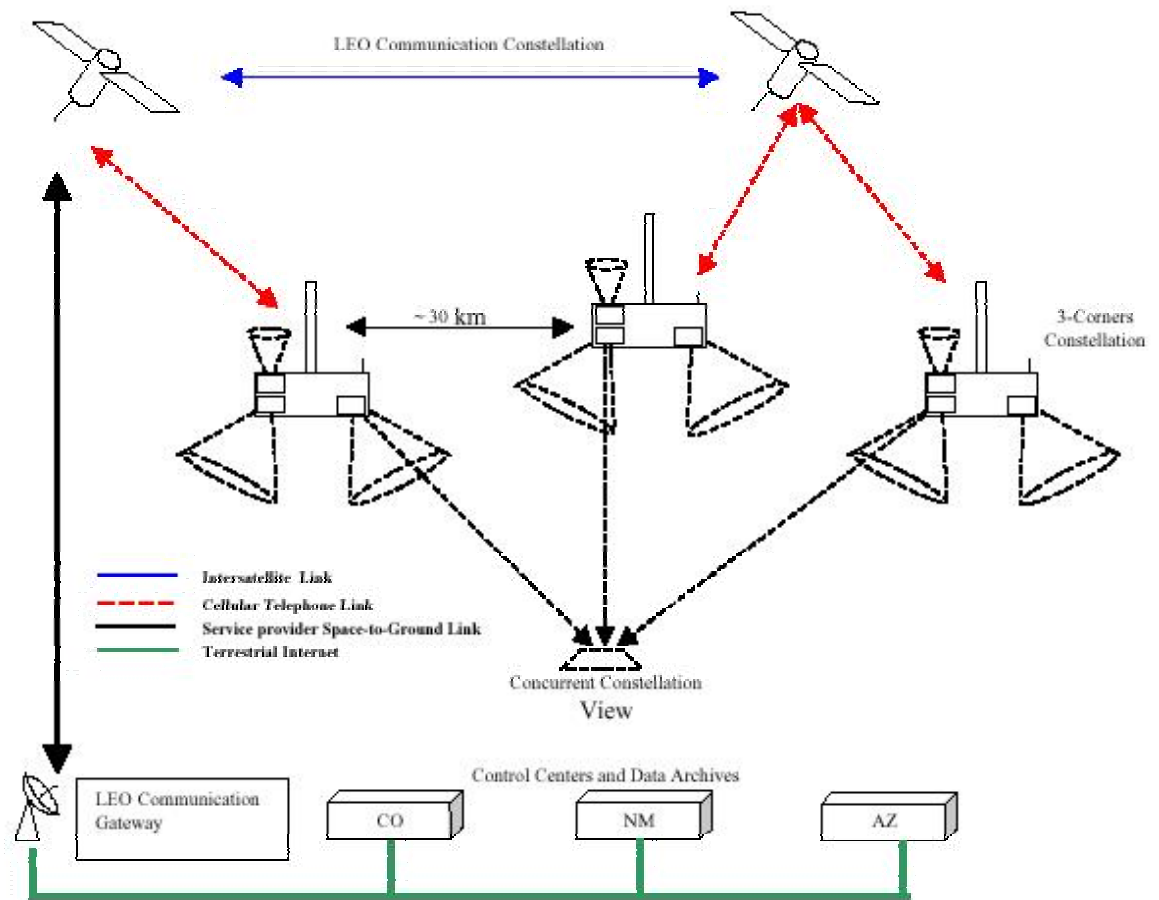 LEO Communication Constellation
~ 30 km
3-Corners
Constellation
Intersatellite Link
Cellular Telephone Link
Service provider Space-to-Ground Link
Terrestrial Internet
Concurrent Constellation
View
Control Centers and Data Archives
LEO Communication
Gateway
CO
NM
AZ